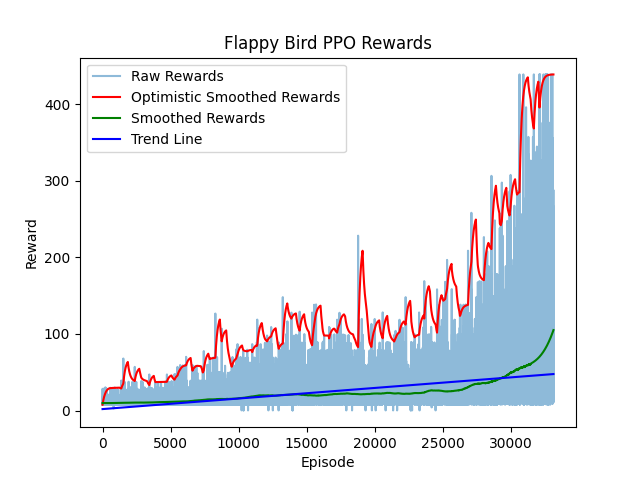 Flappy Bird PPO Rewards
Raw Rewards
Optimistic Smoothed Rewards
Smoothed Rewards
Trend Line
400
300
200
100
0
Reward
0 5000 10000 15000 20000 25000 30000
Episode